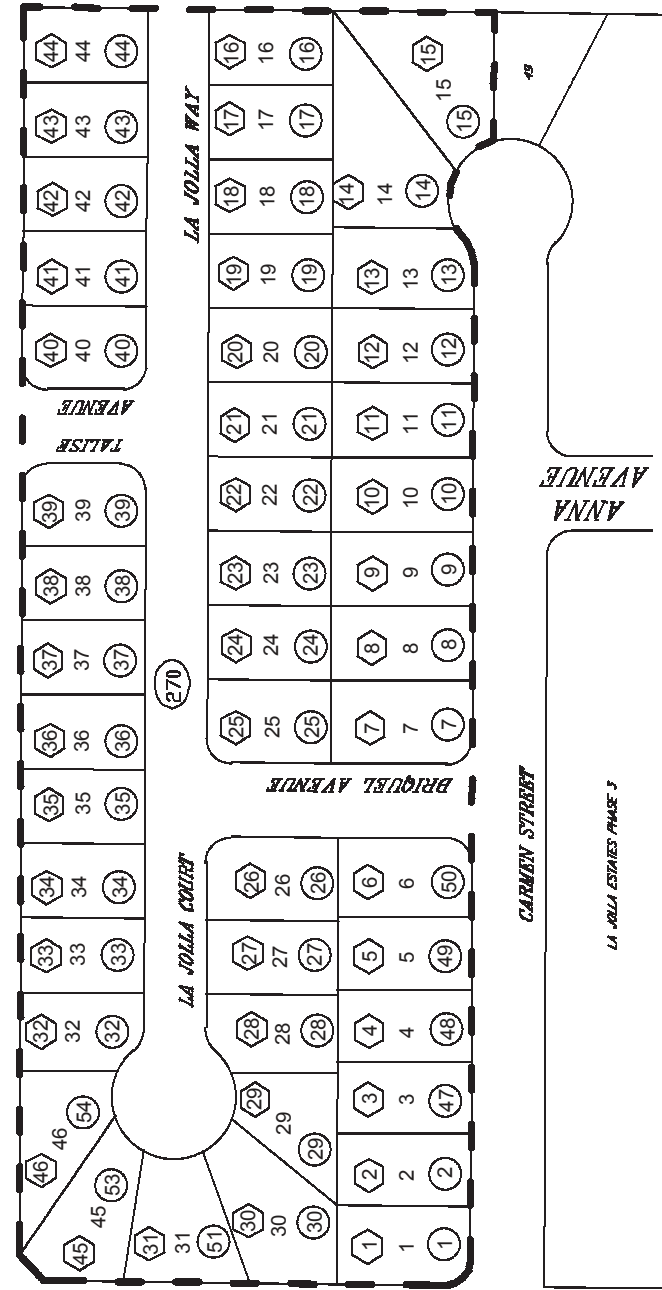 45 46 32 33 34 35 36 37 38 39 40 41 42 43 44
45 46 32 33 34 35 36 37 38 39 40 41 42 43 44
53 54 32 33 34 35 36 37 38 39 40 41 42 43 44
TALISE
AVENUE
270
31
31
51
LA JOLLA COURT
LA JOLLA WAY
30 29 28 27 26 25 24 23 22 21 20 19 18 17 16
30 29 28 27 26 25 24 23 22 21 20 19 18 17 16
30 29 28 27 26 25 24 23 22 21 20 19 18 17 16
DRIQUEL AVENUE
1 2 3 4 5 6 7 8 9 10 11 12 13 14 15
1 2 3 4 5 6 7 8 9 10 11 12 13 14 15
1 2 47 48 49 50 7 8 9 10 11 12 13 14 15
CARMEN STREET
49
ANNA
AVENUE
LA JOLLA ESTATES PHASE 3